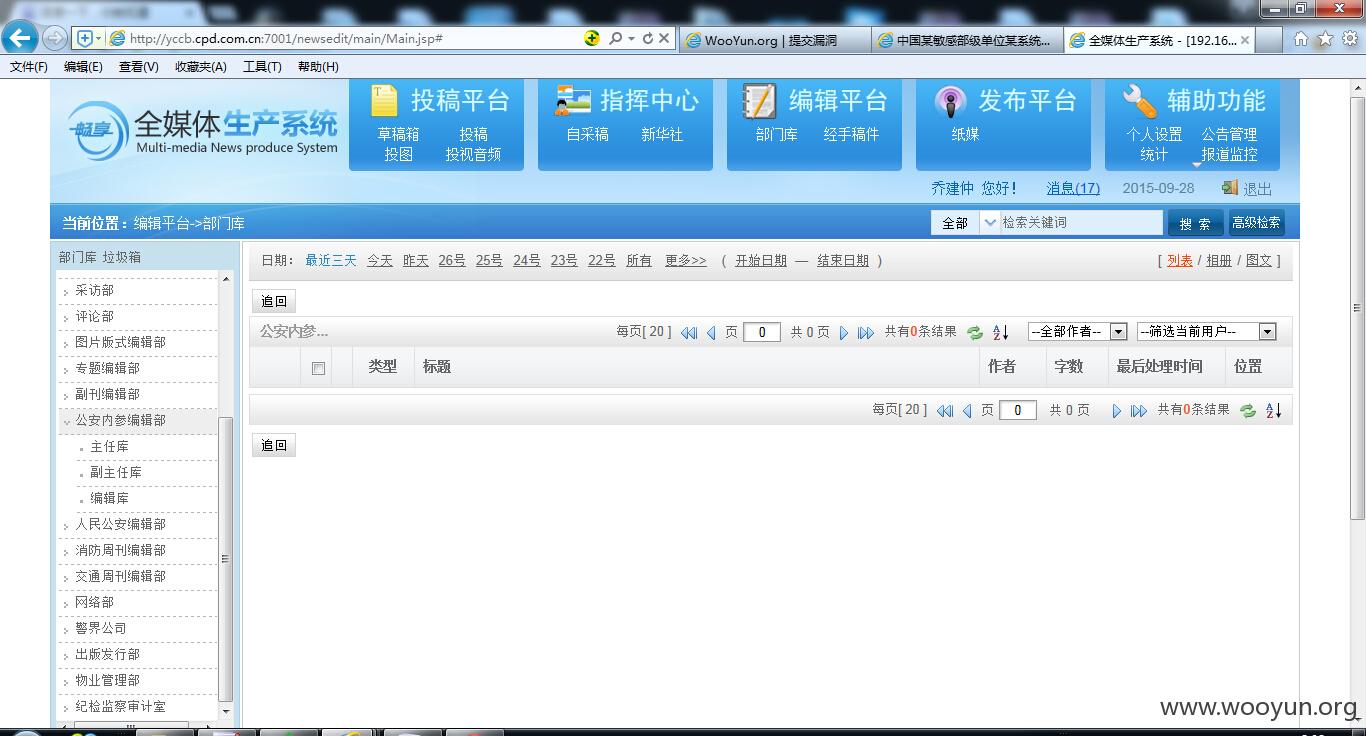 http://yccb.cpd.com.cn:7001/newsedit/main/Main.jsp#
WooYun.org | 提交漏洞
中国某敏感部级单位某系统...
全媒体生产系统 - [192.16...
文件(F) 编辑(E) 查看(V) 收藏夹(A) 工具(T) 帮助(H)
畅享 全媒体生产系统
Multi-media News produce System
投稿平台
草稿箱 投稿
投图 投视音频
指挥中心
自采稿 新华社
编辑平台
部门库 经手稿件
发布平台
纸媒
辅助功能
个人设置 公告管理
统计 报道监控
乔建仲 您好! 消息(17) 2015-09-28 退出
当前位置：编辑平台->部门库
全部 检索关键词 搜 索 高级检索
部门库 垃圾箱
采访部
评论部
图片版式编辑部
专题编辑部
副刊编辑部
公安内参编辑部
主任库
副主任库
编辑库
人民公安编辑部
消防周刊编辑部
交通周刊编辑部
网络部
警界公司
出版发行部
物业管理部
纪检监察审计室
日期： 最近三天 今天 昨天 26号 25号 24号 23号 22号 所有 更多>> ( 开始日期 — 结束日期 ) [ 列表 / 相册 / 图文 ]
追回
公安内参... 每页[ 20 ] 页 0 共 0 页 共有0条结果 --全部作者-- --筛选当前用户--
类型 标题 作者 字数 最后处理时间 位置
每页[ 20 ] 页 0 共 0 页 共有0条结果
追回
www.wooyun.org